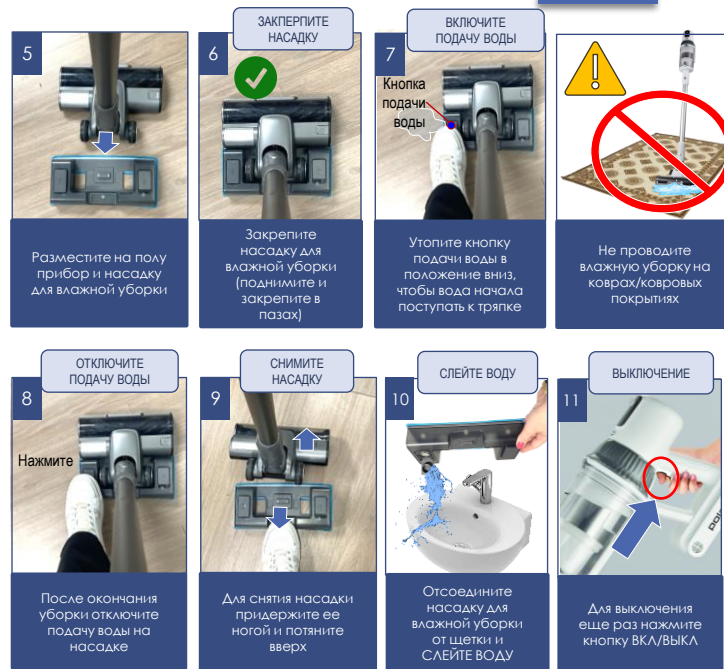 5
ЗАКПЕРПИТЕ
НАСАДКУ
6
ВКЛЮЧИТЕ
ПОДАЧУ ВОДЫ
7
Кнопка
подачи
воды
Разместите на полу
прибор и насадку
для влажной уборки
Закрепите
насадку для
влажной уборки
(поднимите и
закрепите в
пазах)
Утопите кнопку
подачи воды в
положение вниз,
чтобы вода начала
поступать к тряпке
Не проводите
влажную уборку на
коврах/ковровых
покрытиях
ОТКЛЮЧИТЕ
ПОДАЧУ ВОДЫ
8
Нажмите
СНИМИТЕ
НАСАДКУ
9
СЛЕЙТЕ ВОДУ
10
ВЫКЛЮЧЕНИЕ
11
После окончания
уборки отключите
подачу воды на
насадке
Для снятия насадки
придержите ее
ногой и потяните
вверх
Отсоедините
насадку для
влажной уборки
от щетки и
СЛЕЙТЕ ВОДУ
Для выключения
еще раз нажмите
кнопку ВКЛ/ВЫКЛ